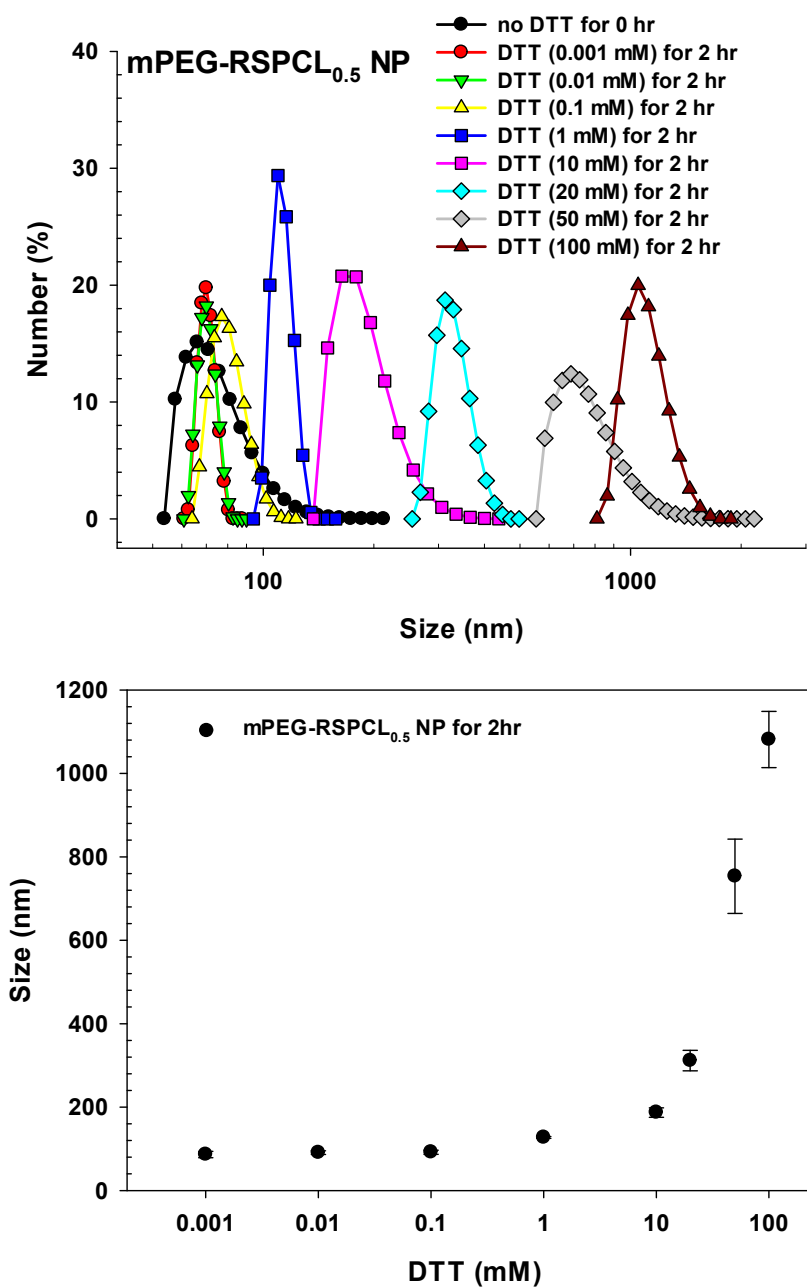 no DTT for 0 hr
DTT (0.001 mM) for 2 hr
DTT (0.01 mM) for 2 hr
DTT (0.1 mM) for 2 hr
DTT (1 mM) for 2 hr
DTT (10 mM) for 2 hr
DTT (20 mM) for 2 hr
DTT (50 mM) for 2 hr
DTT (100 mM) for 2 hr
mPEG-RSPCL0.5 NP
Number (%)
40
30
20
10
0
100 1000
Size (nm)
mPEG-RSPCL0.5 NP for 2hr
Size (nm)
1200
1000
800
600
400
200
0
0.001 0.01 0.1 1 10 100
DTT (mM)